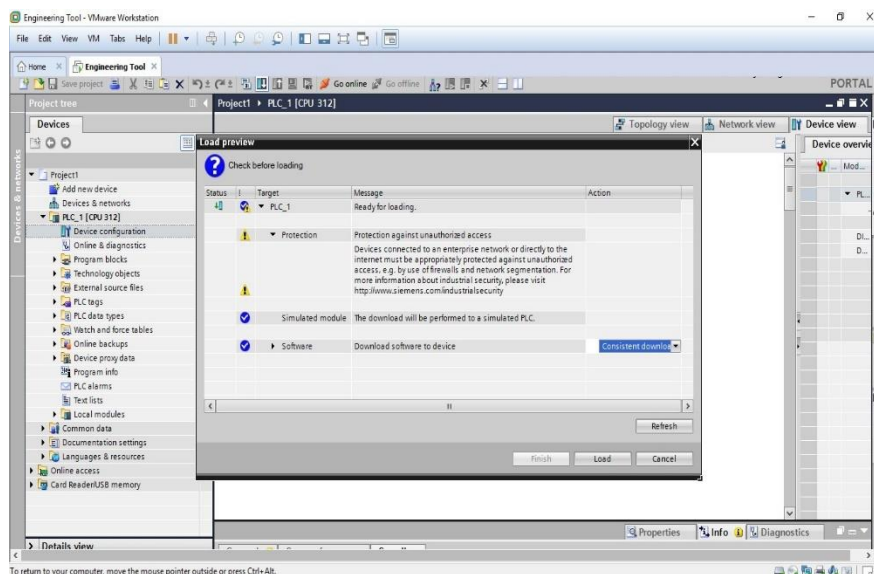 Engineering Tool - VMware Workstation
File Edit View VM Tabs Help
Home Engineering Tool
Save project Go online Go offline
PORTAL
Project tree
Project1 PLC_1 [CPU 312]
Devices
Topology view Network view Device view
Device overvie
Mod...
PL...
DI...
D...
Devices & networks
Project1
Add new device
Devices & networks
PLC_1 [CPU 312]
Device configuration
Online & diagnostics
Program blocks
Technology objects
External source files
PLC tags
PLC data types
Watch and force tables
Online backups
Device proxy data
Program info
PLC alarms
Text lists
Local modules
Common data
Documentation settings
Languages & resources
Online access
Card Reader/USB memory
Details view
Load preview
Check before loading
Status ! Target Message Action
PLC_1 Ready for loading.
Protection Protection against unauthorized access
Devices connected to an enterprise network or directly to the
internet must be appropriately protected against unauthorized
access, e.g. by use of firewalls and network segmentation. For
more information about industrial security, please visit
http://www.siemens.com/industrialsecurity
Simulated module The download will be performed to a simulated PLC.
Software Download software to device Consistent downloa
Refresh
Finish Load Cancel
Properties Info Diagnostics
To return to your computer, move the mouse pointer outside or press Ctrl+Alt.